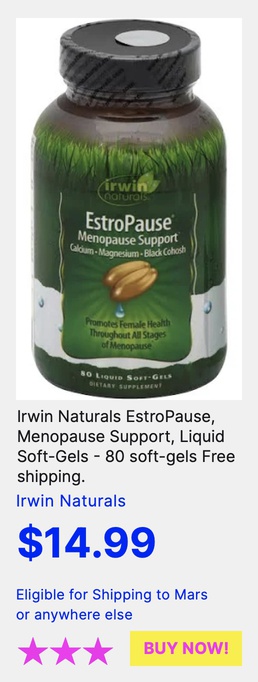 irwin
naturals
EstroPause®
Menopause Support
Calcium • Magnesium • Black Cohosh
Promotes Female Health
Throughout All Stages
of Menopause
80 LIQUID SOFT-GELS
DIETARY SUPPLEMENT
Irwin Naturals EstroPause,
Menopause Support, Liquid
Soft-Gels - 80 soft-gels Free
shipping.
Irwin Naturals
$14.99
Eligible for Shipping to Mars
or anywhere else
BUY NOW!